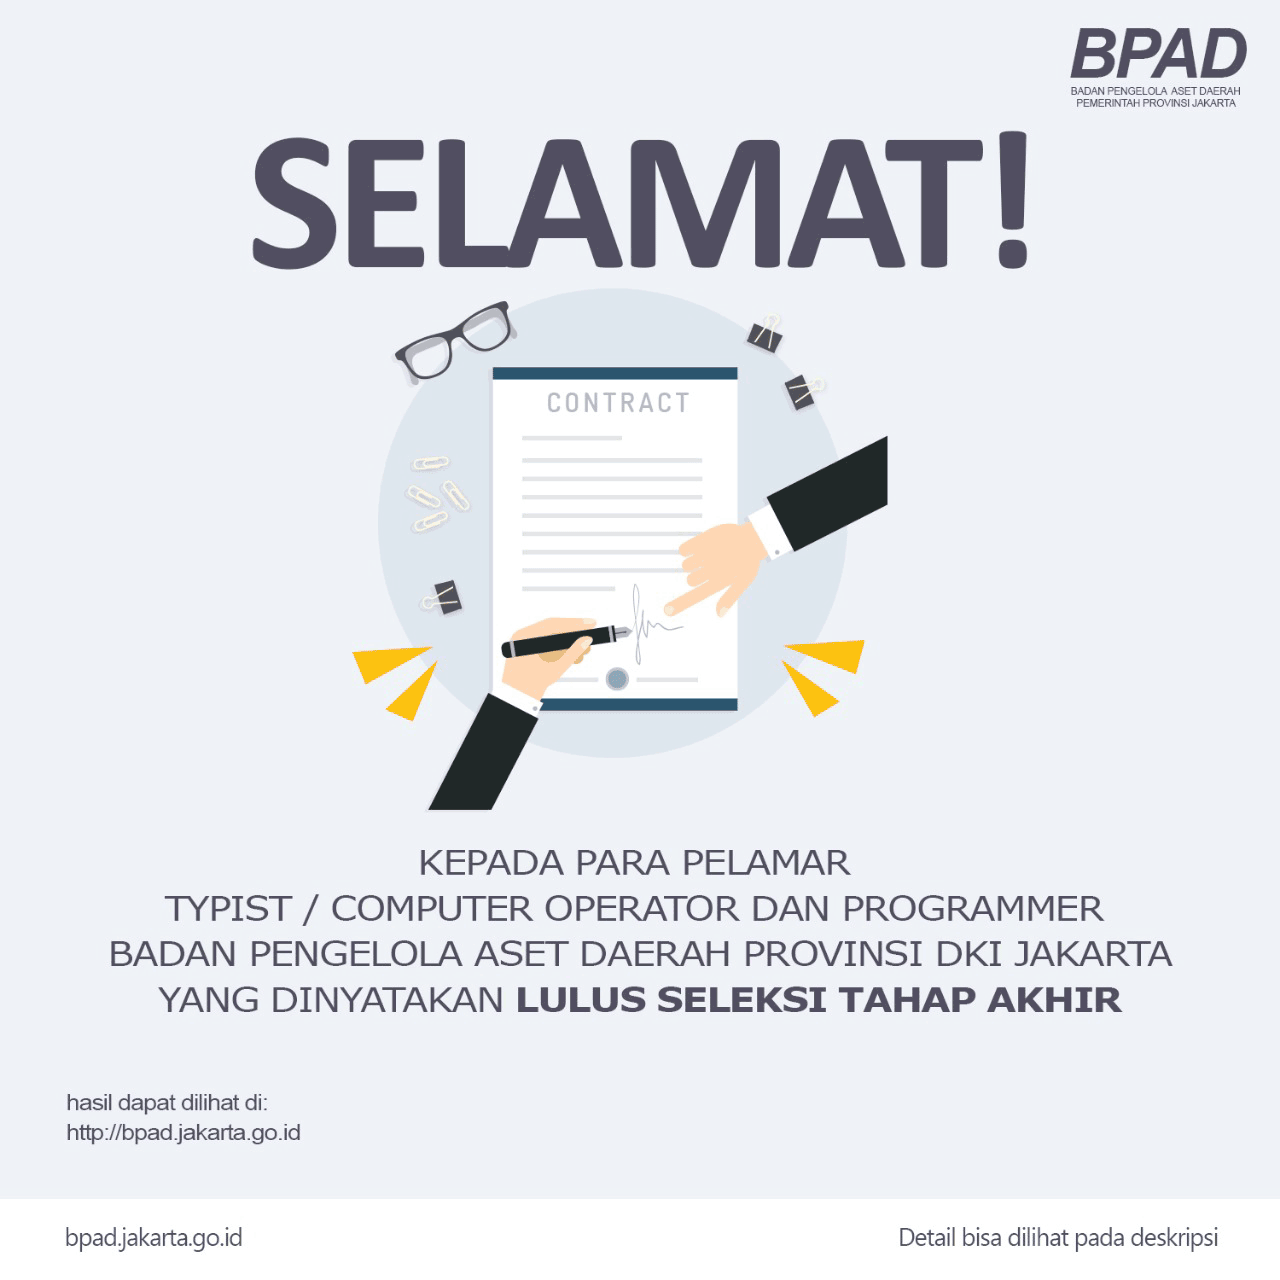 BPAD
BADAN PENGELOLA ASET DAERAH
PEMERINTAH PROVINSI JAKARTA
SELAMAT!
CONTRACT
KEPADA PARA PELAMAR
TYPIST / COMPUTER OPERATOR DAN PROGRAMMER
BADAN PENGELOLA ASET DAERAH PROVINSI DKI JAKARTA
YANG DINYATAKAN LULUS SELEKSI TAHAP AKHIR
hasil dapat dilihat di:
http://bpad.jakarta.go.id
bpad.jakarta.go.id
Detail bisa dilihat pada deskripsi